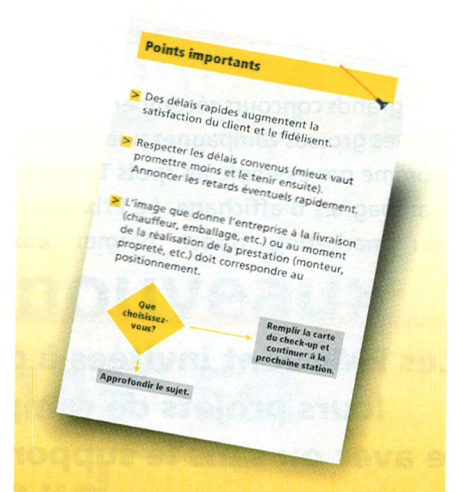 Points importants
> Des délais rapides augmentent la
satisfaction du client et le fidélisent.
> Respecter les délais convenus (mieux vaut
promettre moins et le tenir ensuite).
Annoncer les retards éventuels rapidement.
> L'image que donne l'entreprise à la livraison
(chauffeur, emballage, etc.) ou au moment
de la réalisation de la prestation (monteur,
propreté, etc.) doit correspondre au
positionnement.
Que
choisissez-
vous?
Remplir la carte
du check-up et
continuer à la
prochaine station.
Approfondir le sujet.